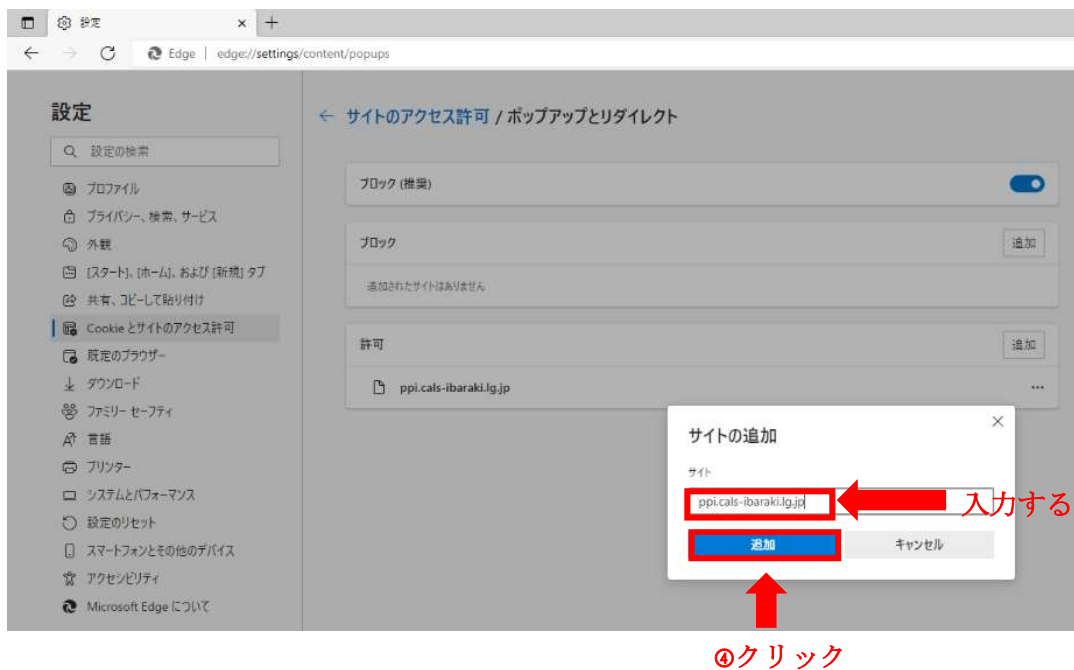 設定
Edge | edge://settings/content/popups
設定
設定の検索
プロファイル
プライバシー、検索、サービス
外観
[スタート]、[ホーム]、および [新規] タブ
共有、コピーして貼り付け
Cookie とサイトのアクセス許可
既定のブラウザー
ダウンロード
ファミリー セーフティ
言語
プリンター
システムとパフォーマンス
設定のリセット
スマートフォンとその他のデバイス
アクセシビリティ
Microsoft Edge について
サイトのアクセス許可 / ポップアップとリダイレクト
ブロック (推奨)
ブロック
追加
追加されたサイトはありません
許可
追加
ppi.cals-ibaraki.lg.jp
サイトの追加
サイト
ppi.cals-ibaraki.lg.jp
入力する
追加
キャンセル
④クリック